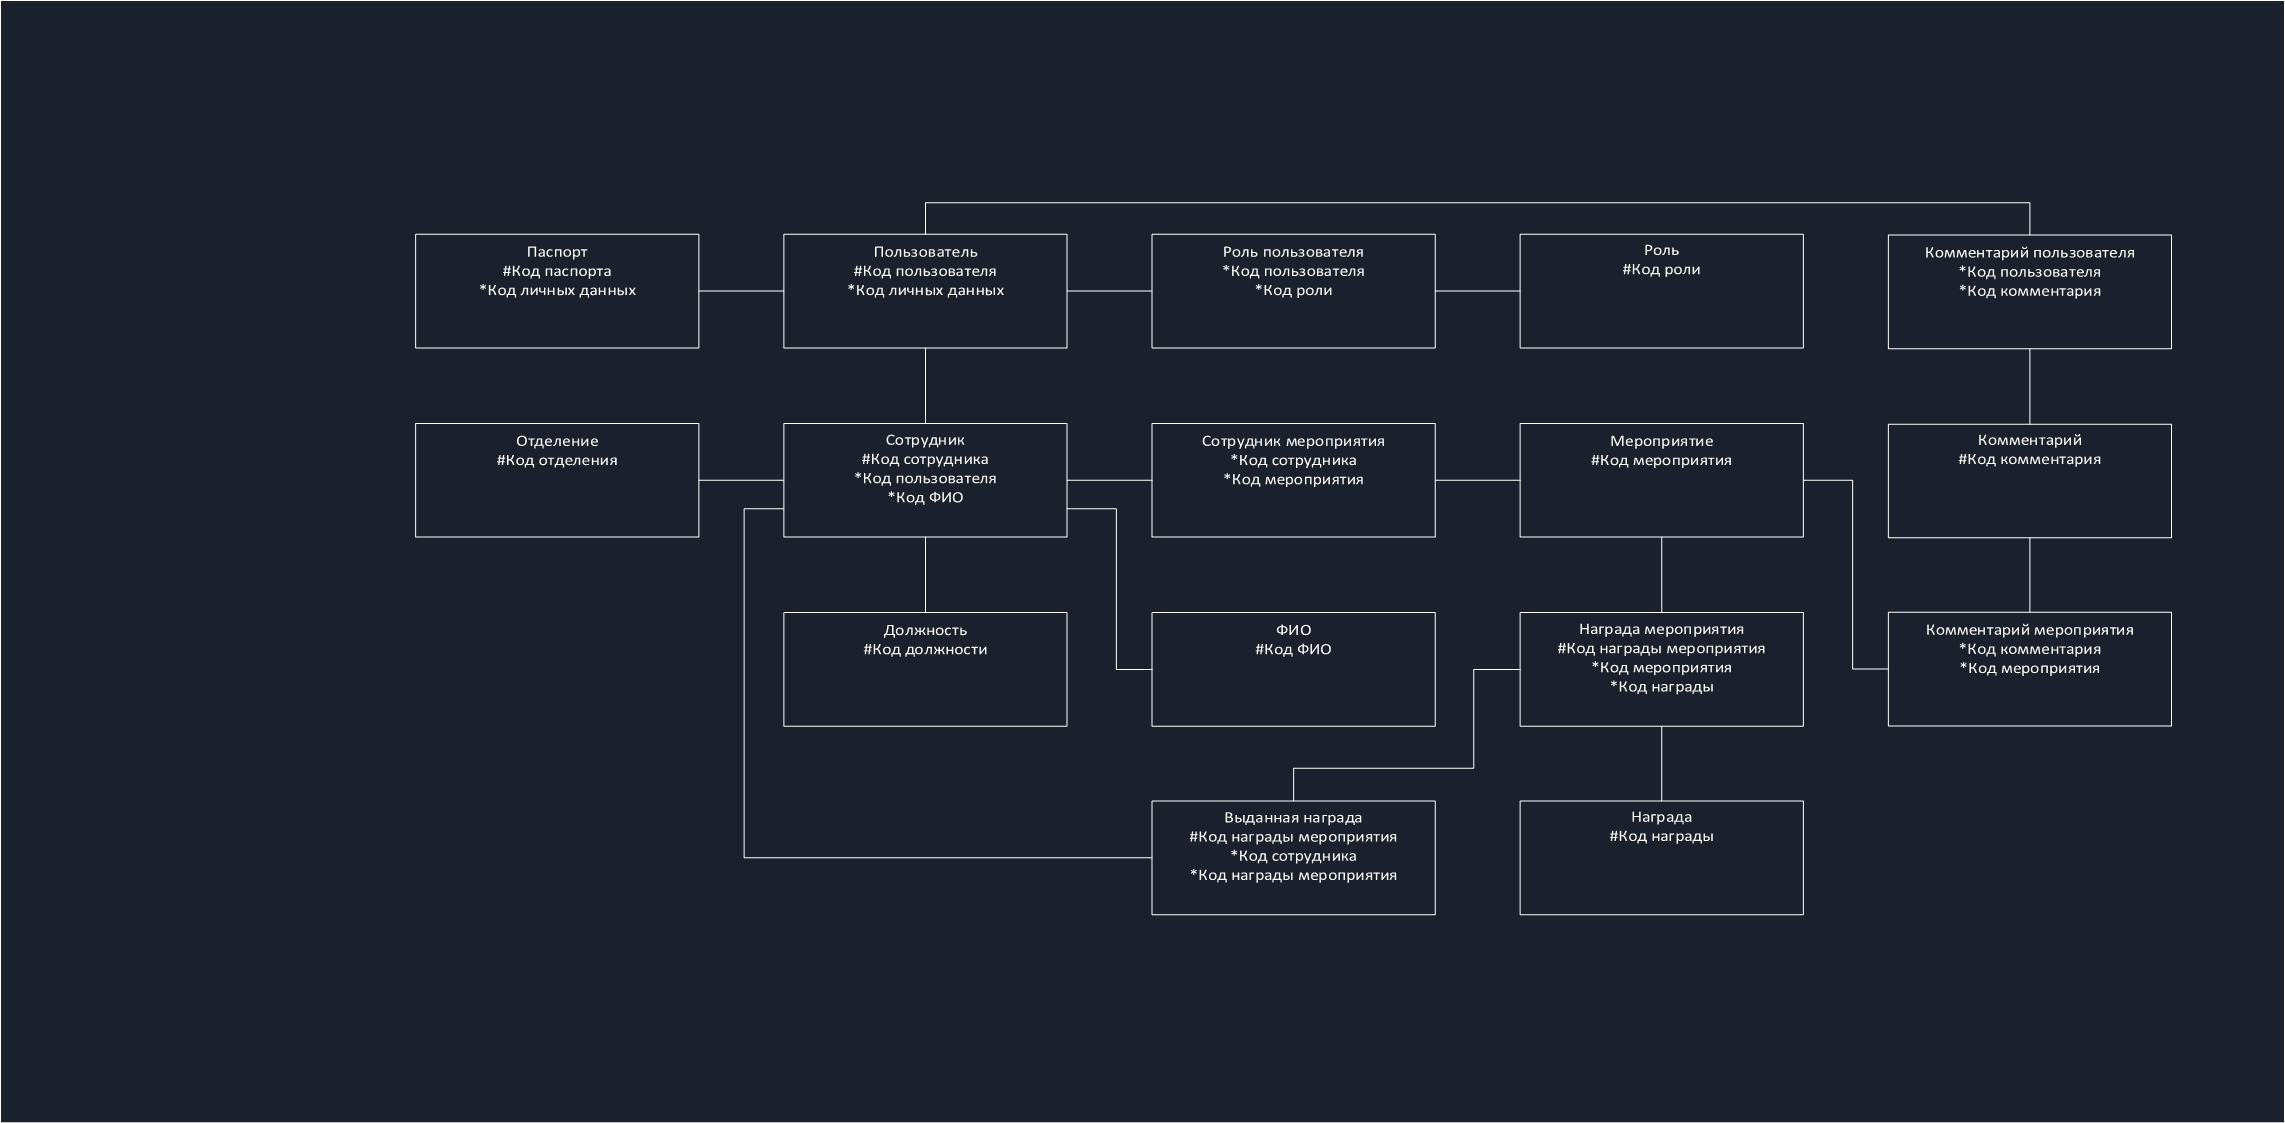 Паспорт
#Код паспорта
*Код личных данных
Пользователь
#Код пользователя
*Код личных данных
Роль пользователя
*Код пользователя
*Код роли
Роль
#Код роли
Комментарий пользователя
*Код пользователя
*Код комментария
Отделение
#Код отделения
Сотрудник
#Код сотрудника
*Код пользователя
*Код ФИО
Сотрудник мероприятия
*Код сотрудника
*Код мероприятия
Мероприятие
#Код мероприятия
Комментарий
#Код комментария
Должность
#Код должности
ФИО
#Код ФИО
Награда мероприятия
#Код награды мероприятия
*Код мероприятия
*Код награды
Комментарий мероприятия
*Код комментария
*Код мероприятия
Выданная награда
#Код награды мероприятия
*Код сотрудника
*Код награды мероприятия
Награда
#Код награды